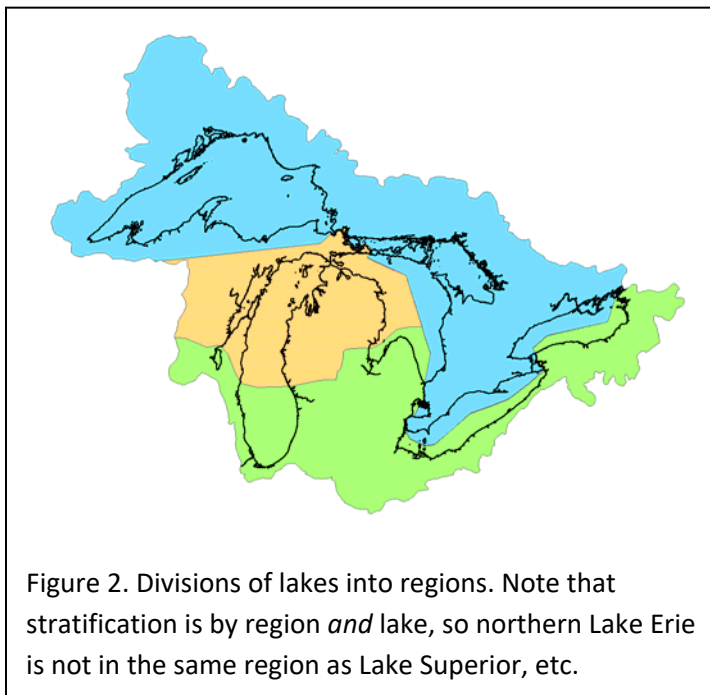 Figure 2. Divisions of lakes into regions. Note that
stratification is by region and lake, so northern Lake Erie
is not in the same region as Lake Superior, etc.